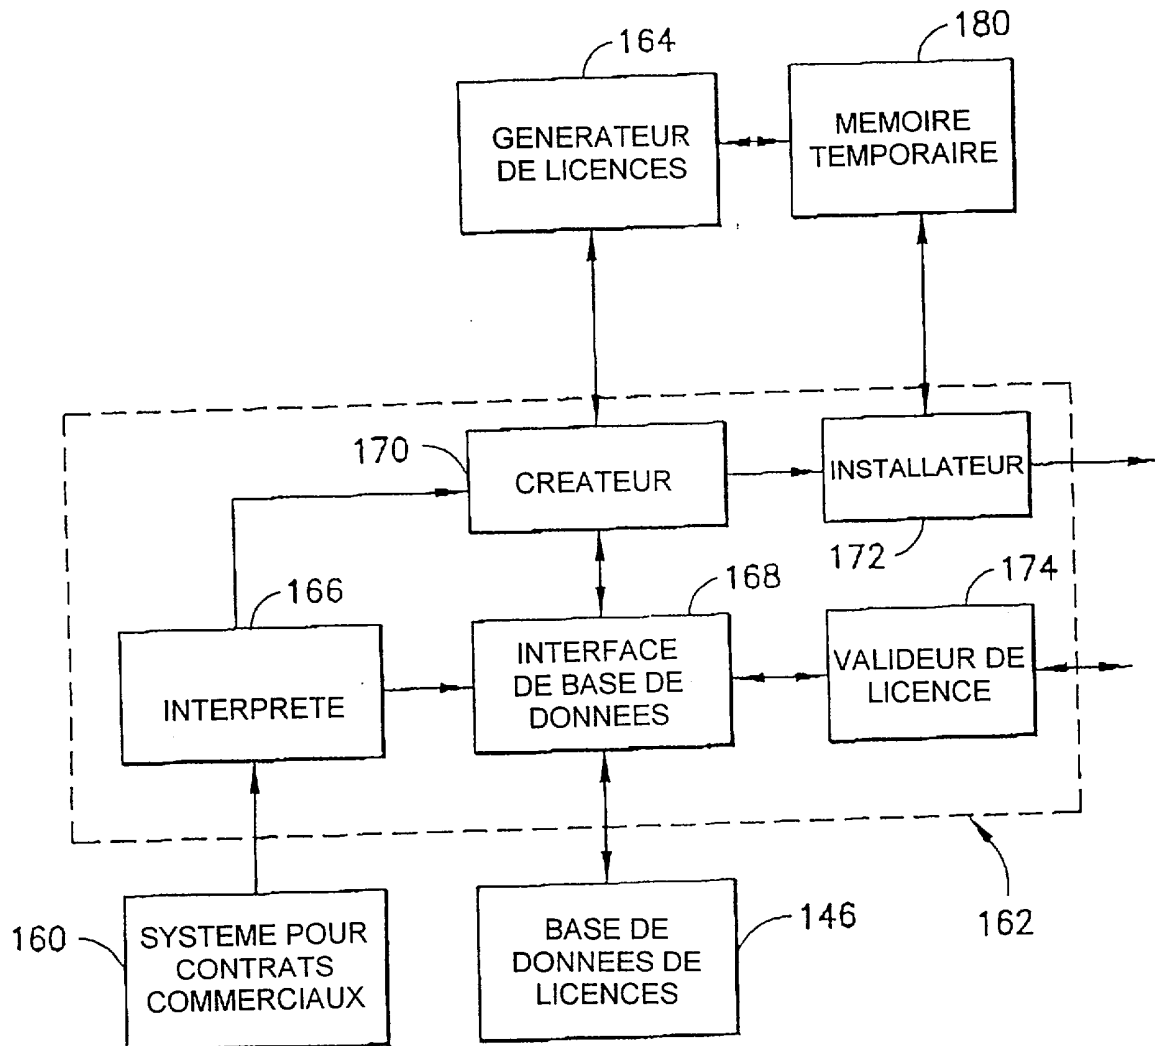 164
180
GENERATEUR
DE LICENCES
MEMOIRE
TEMPORAIRE
170
CREATEUR
INSTALLATEUR
172
166
168
174
INTERPRETE
INTERFACE
DE BASE DE
DONNEES
VALIDEUR DE
LICENCE
162
160
SYSTEME POUR
CONTRATS
COMMERCIAUX
BASE DE
DONNEES DE
LICENCES
146